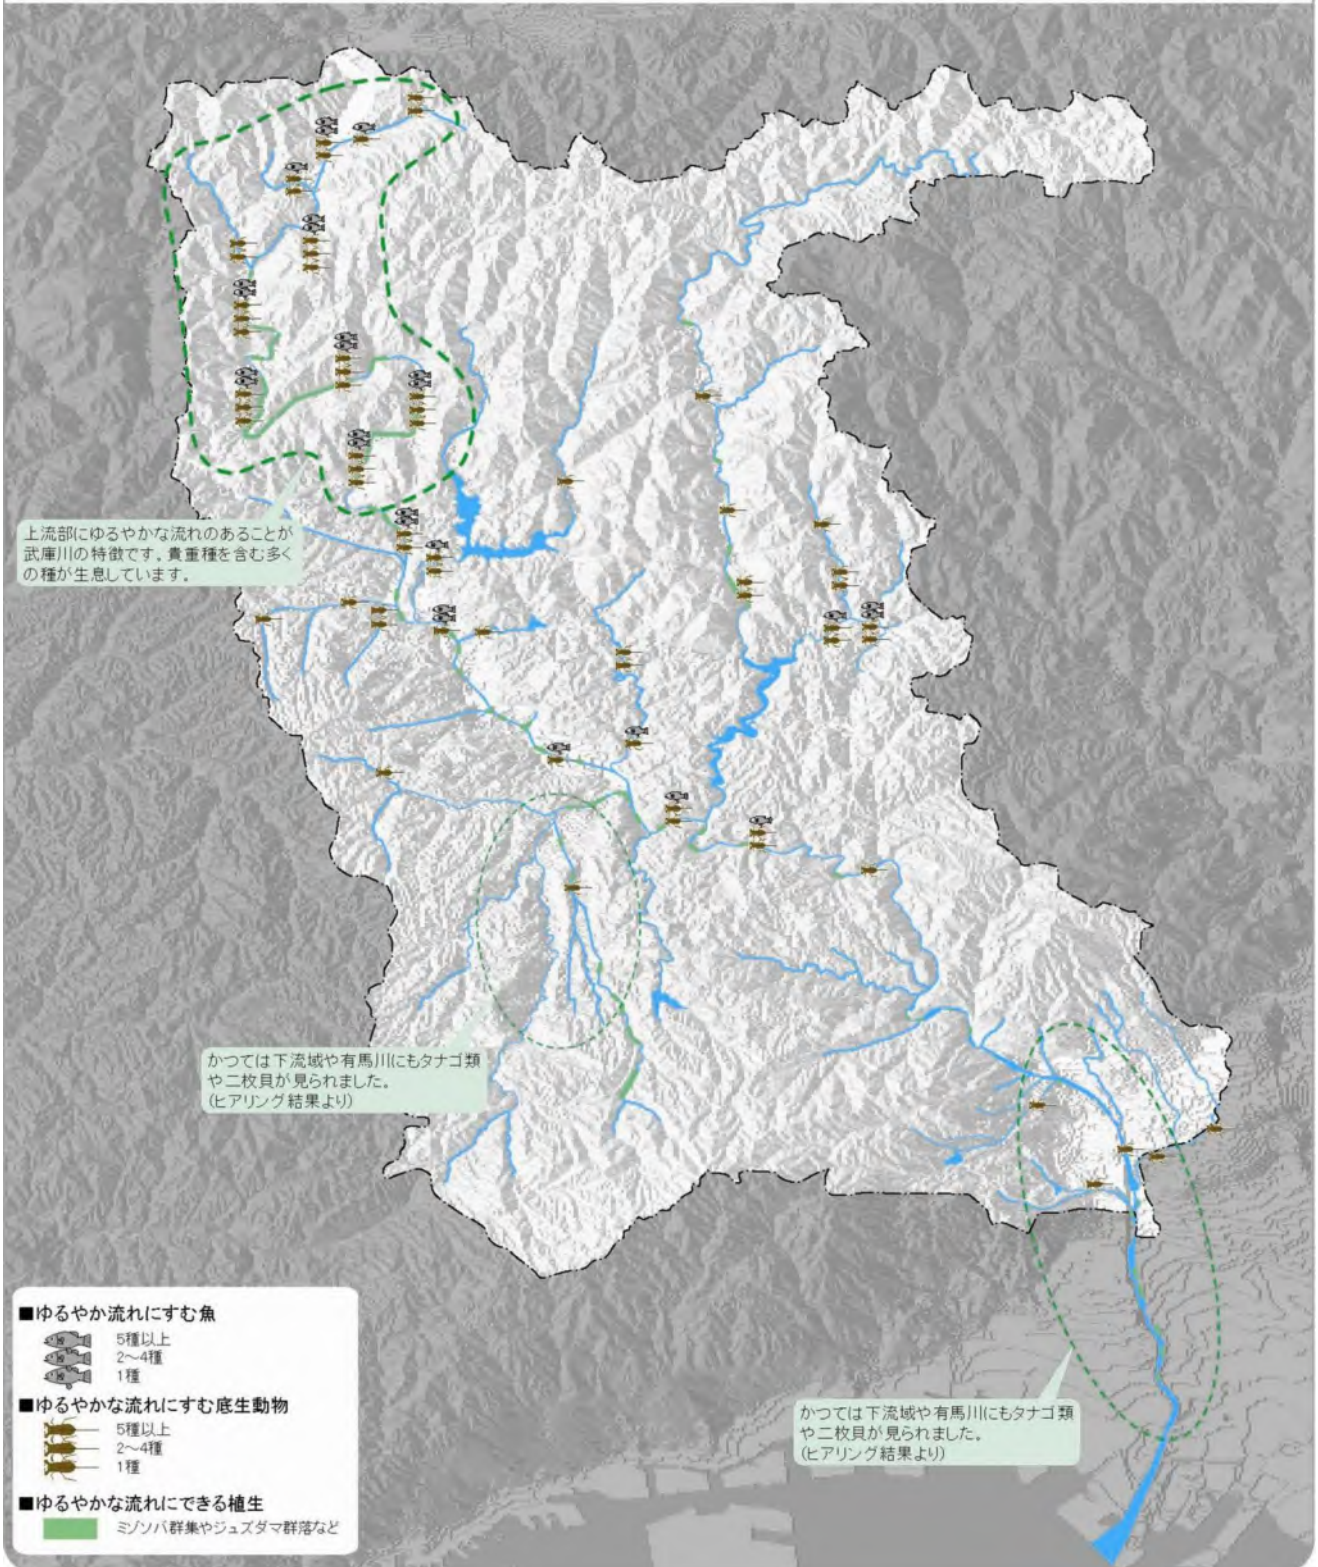 上流部にゆるやかな流れのあることが
武庫川の特徴です。貴重種を含む多く
の種が生息しています。
かつては下流域や有馬川にもタナゴ類
や二枚貝が見られました。
(ヒアリング結果より)
かつては下流域や有馬川にもタナゴ類
や二枚貝が見られました。
(ヒアリング結果より)
■ゆるやか流れにすむ魚
5種以上
2～4種
1種
■ゆるやかな流れにすむ底生動物
5種以上
2～4種
1種
■ゆるやかな流れにできる植生
ミゾソバ群集やジュズダマ群落など